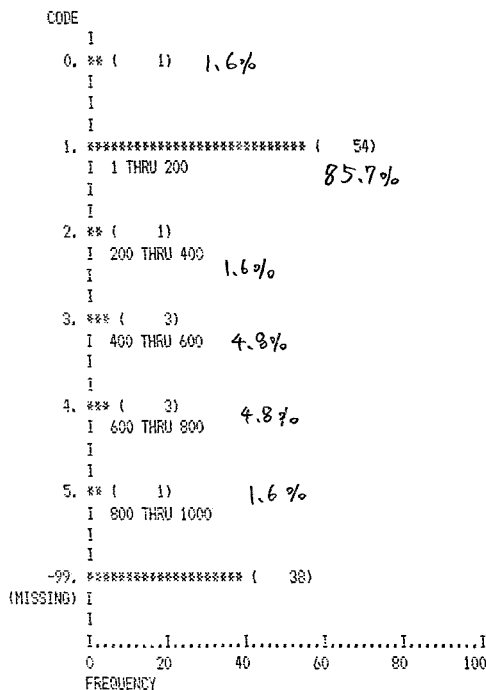 CODE
I
0. ** ( 1) 1.6%
I
I
I
1. **************************** ( 54)
I 1 THRU 200 85.7%
I
I
2. ** ( 1)
I 200 THRU 400
I 1.6%
I
3. *** ( 3)
I 400 THRU 600 4.8%
I
I
4. *** ( 3)
I 600 THRU 800 4.8%
I
I
5. ** ( 1) 1.6%
I 800 THRU 1000
I
I
-99. ******************** ( 38)
(MISSING) I
I
I.........I.........I.........I.........I.........I
0 20 40 60 80 100
FREQUENCY